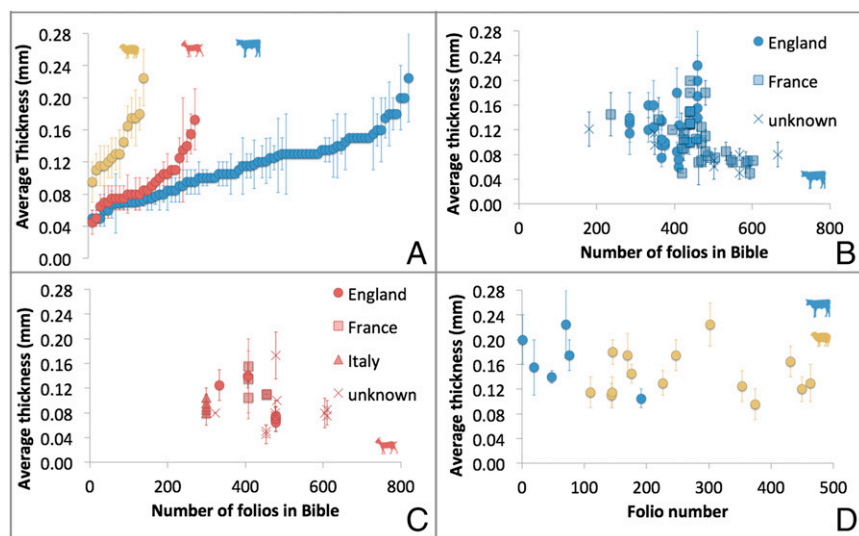 Average Thickness (mm)
0.28
0.24
0.20
0.16
0.12
0.08
0.04
0.00
A
Average thickness (mm)
0.28
0.24
0.20
0.16
0.12
0.08
0.04
0.00
England
France
unknown
0 200 400 600 800
Number of folios in Bible
B
Average thickness (mm)
0.28
0.24
0.20
0.16
0.12
0.08
0.04
0.00
England
France
Italy
unknown
0 200 400 600 800
Number of folios in Bible
C
Average thickness (mm)
0.28
0.24
0.20
0.16
0.12
0.08
0.04
0.00
0 100 200 300 400 500
Folio number
D